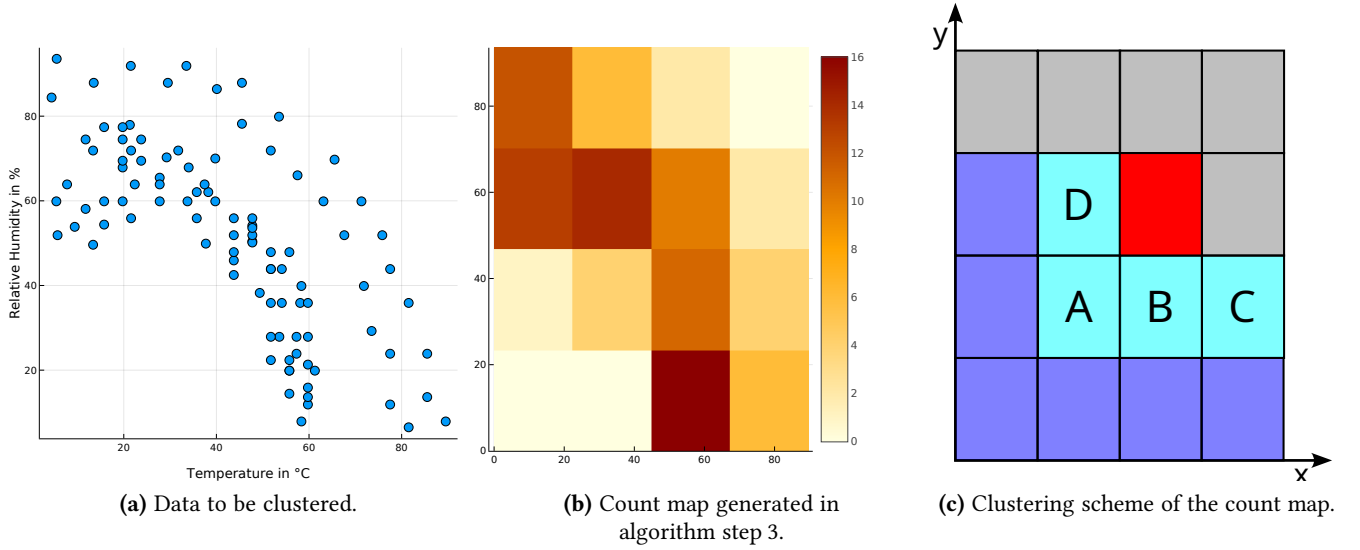 80
60
40
20
20
40
60
80
Relative Humidity in %
Temperature in °C
(a) Data to be clustered.
80
60
40
20
0
0
20
40
60
80
16
14
12
10
8
6
4
2
0
(b) Count map generated in
algorithm step 3.
y
D
A
B
C
x
(c) Clustering scheme of the count map.